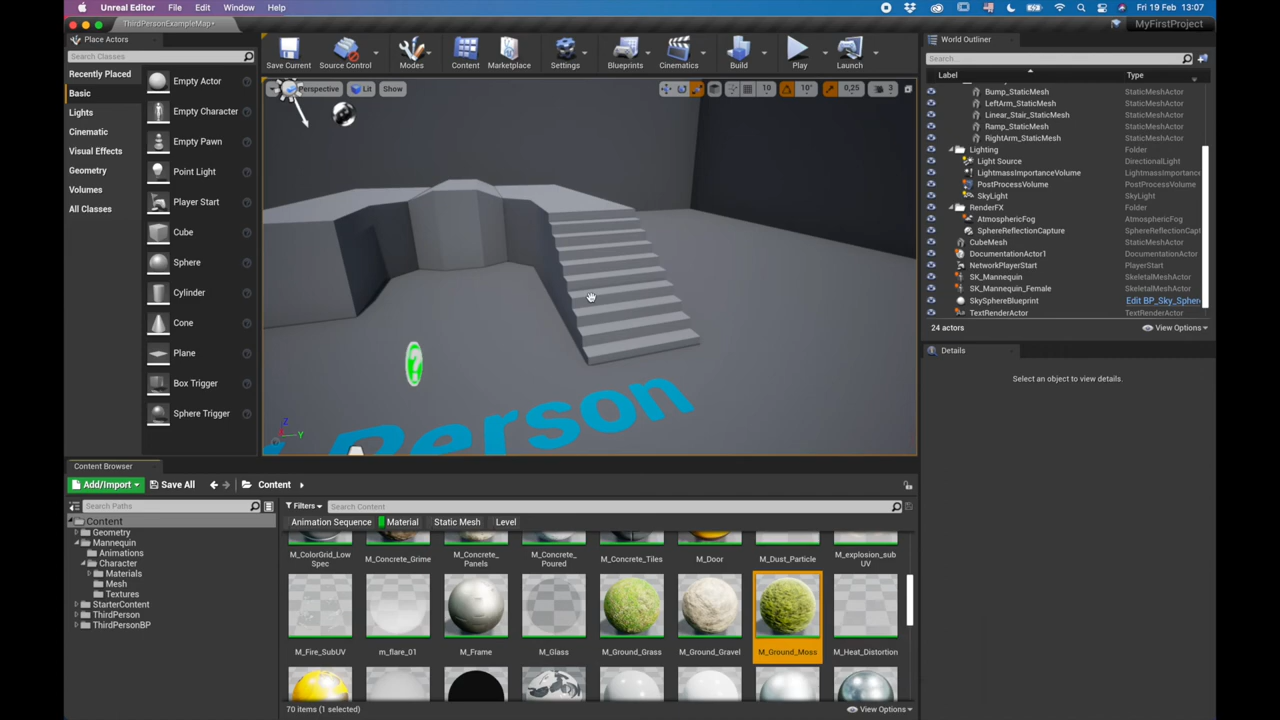 Unreal Editor File Edit Window Help Fri 19 Feb 13:07
ThirdPersonExampleMap* MyFirstProject
Place Actors
Search Classes
Recently Placed
Basic
Lights
Cinematic
Visual Effects
Geometry
Volumes
All Classes
Empty Actor
Empty Character
Empty Pawn
Point Light
Player Start
Cube
Sphere
Cylinder
Cone
Plane
Box Trigger
Sphere Trigger
Save Current Source Control Modes Content Marketplace Settings Blueprints Cinematics Build Play Launch
Perspective Lit Show 10 10° 0,25 3
Person
Z
Y
World Outliner
Search...
Label Type
Bump_StaticMesh StaticMeshActor
LeftArm_StaticMesh StaticMeshActor
Linear_Stair_StaticMesh StaticMeshActor
Ramp_StaticMesh StaticMeshActor
RightArm_StaticMesh StaticMeshActor
Lighting Folder
Light Source DirectionalLight
LightmassImportanceVolume LightmassImportance
PostProcessVolume PostProcessVolume
SkyLight SkyLight
RenderFX Folder
AtmosphericFog AtmosphericFog
SphereReflectionCapture SphereReflectionCapt
CubeMesh StaticMeshActor
DocumentationActor1 DocumentationActor
NetworkPlayerStart PlayerStart
SK_Mannequin SkeletalMeshActor
SK_Mannequin_Female SkeletalMeshActor
SkySphereBlueprint Edit BP_Sky_Sphere
TextRenderActor TextRenderActor
24 actors View Options
Details
Select an object to view details.
Content Browser
Add/Import Save All Content
Search Paths
Content
Geometry
Mannequin
Animations
Character
Materials
Mesh
Textures
StarterContent
ThirdPerson
ThirdPersonBP
Filters Search Content
Animation Sequence Material Static Mesh Level
M_ColorGrid_Low
Spec
M_Concrete_Grime
M_Concrete_
Panels
M_Concrete_
Poured
M_Concrete_Tiles
M_Door
M_Dust_Particle
M_explosion_sub
UV
M_Fire_SubUV m_flare_01 M_Frame M_Glass M_Ground_Grass M_Ground_Gravel M_Ground_Moss M_Heat_Distortion
70 items (1 selected) View Options